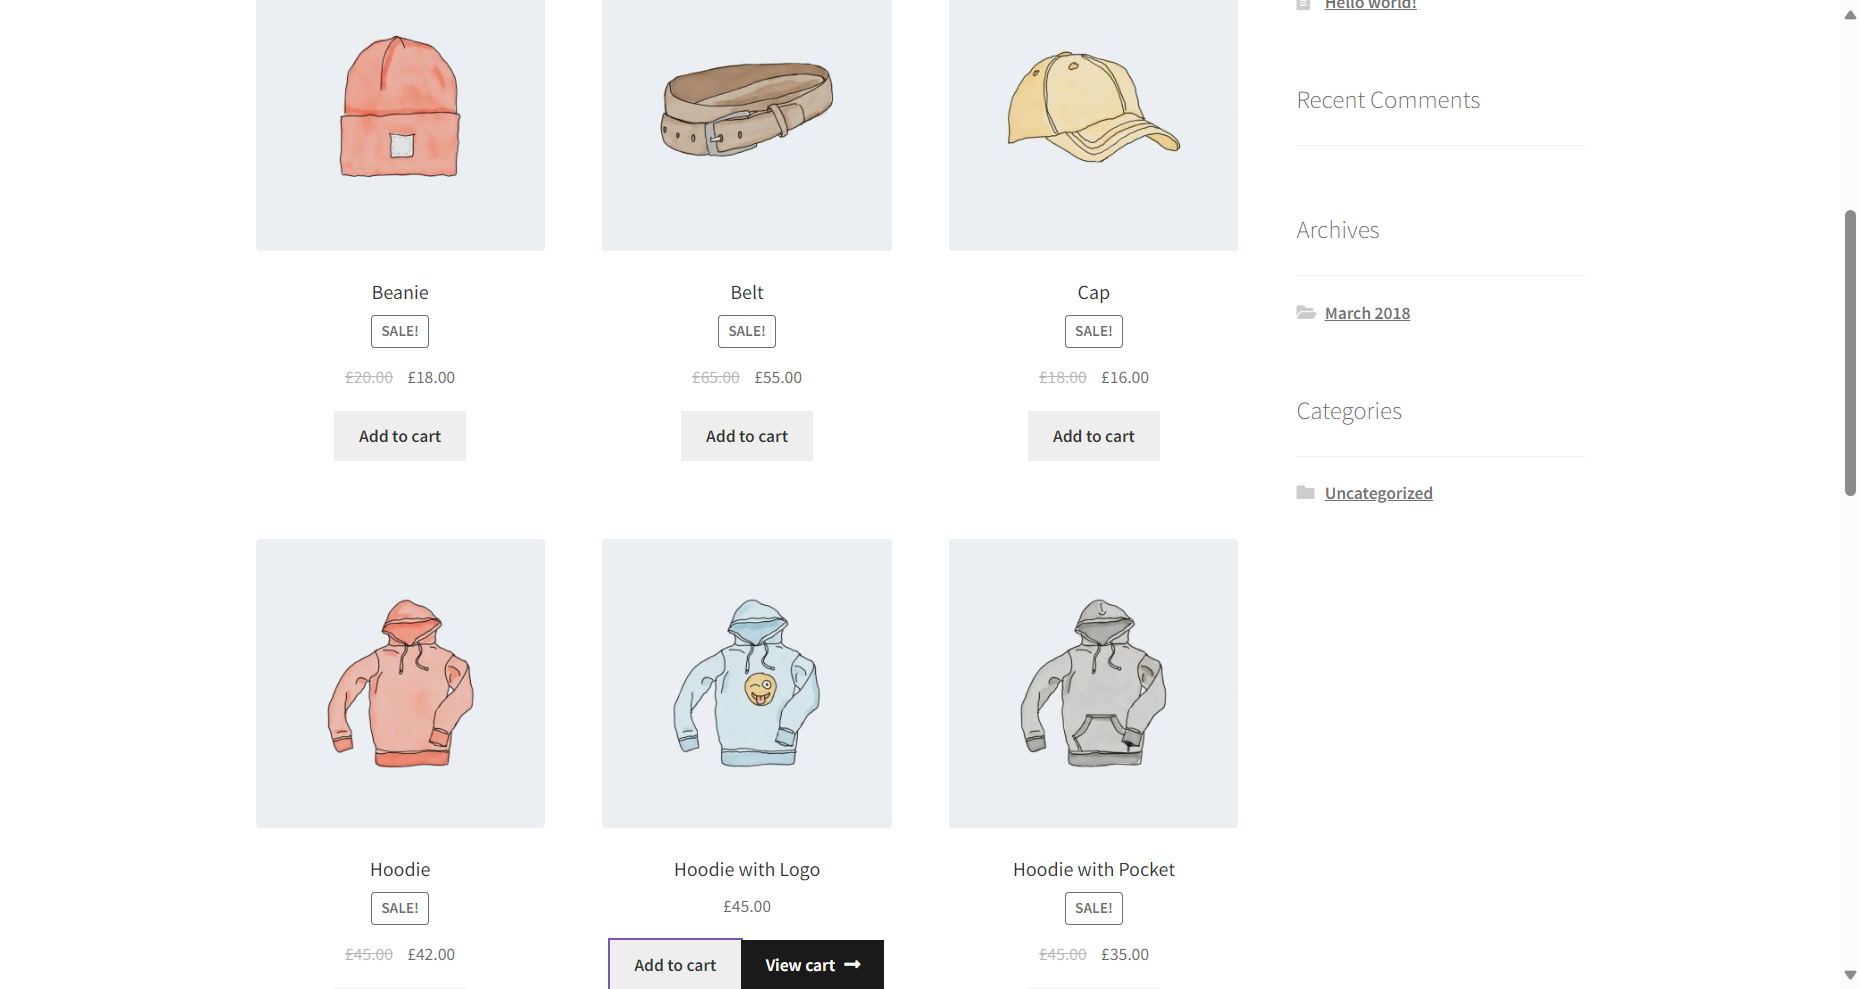 Hello world!
Recent Comments
Archives
March 2018
Categories
Uncategorized
Beanie
SALE!
£20.00 £18.00
Add to cart
Belt
SALE!
£65.00 £55.00
Add to cart
Cap
SALE!
£18.00 £16.00
Add to cart
Hoodie
SALE!
£45.00 £42.00
Hoodie with Logo
£45.00
Add to cart
View cart
Hoodie with Pocket
SALE!
£45.00 £35.00